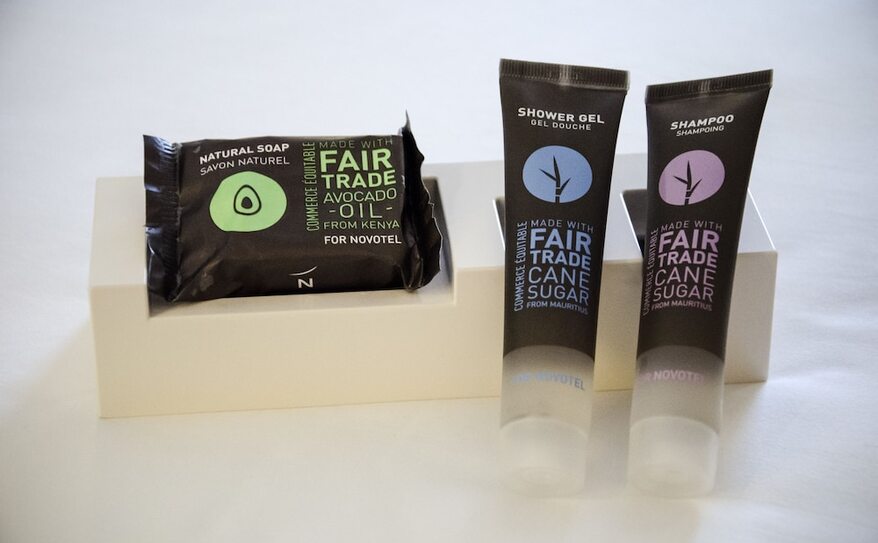 NATURAL SOAP
SAVON NATUREL
COMMERCE ÉQUITABLE
MADE WITH
FAIR
TRADE
AVOCADO
-OIL-
FROM KENYA
FOR NOVOTEL
N
SHOWER GEL
GEL DOUCHE
COMMERCE ÉQUITABLE
MADE WITH
FAIR
TRADE
CANE
SUGAR
FROM MAURITIUS
FOR NOVOTEL
SHAMPOO
SHAMPOING
COMMERCE ÉQUITABLE
MADE WITH
FAIR
TRADE
CANE
SUGAR
FROM MAURITIUS
FOR NOVOTEL